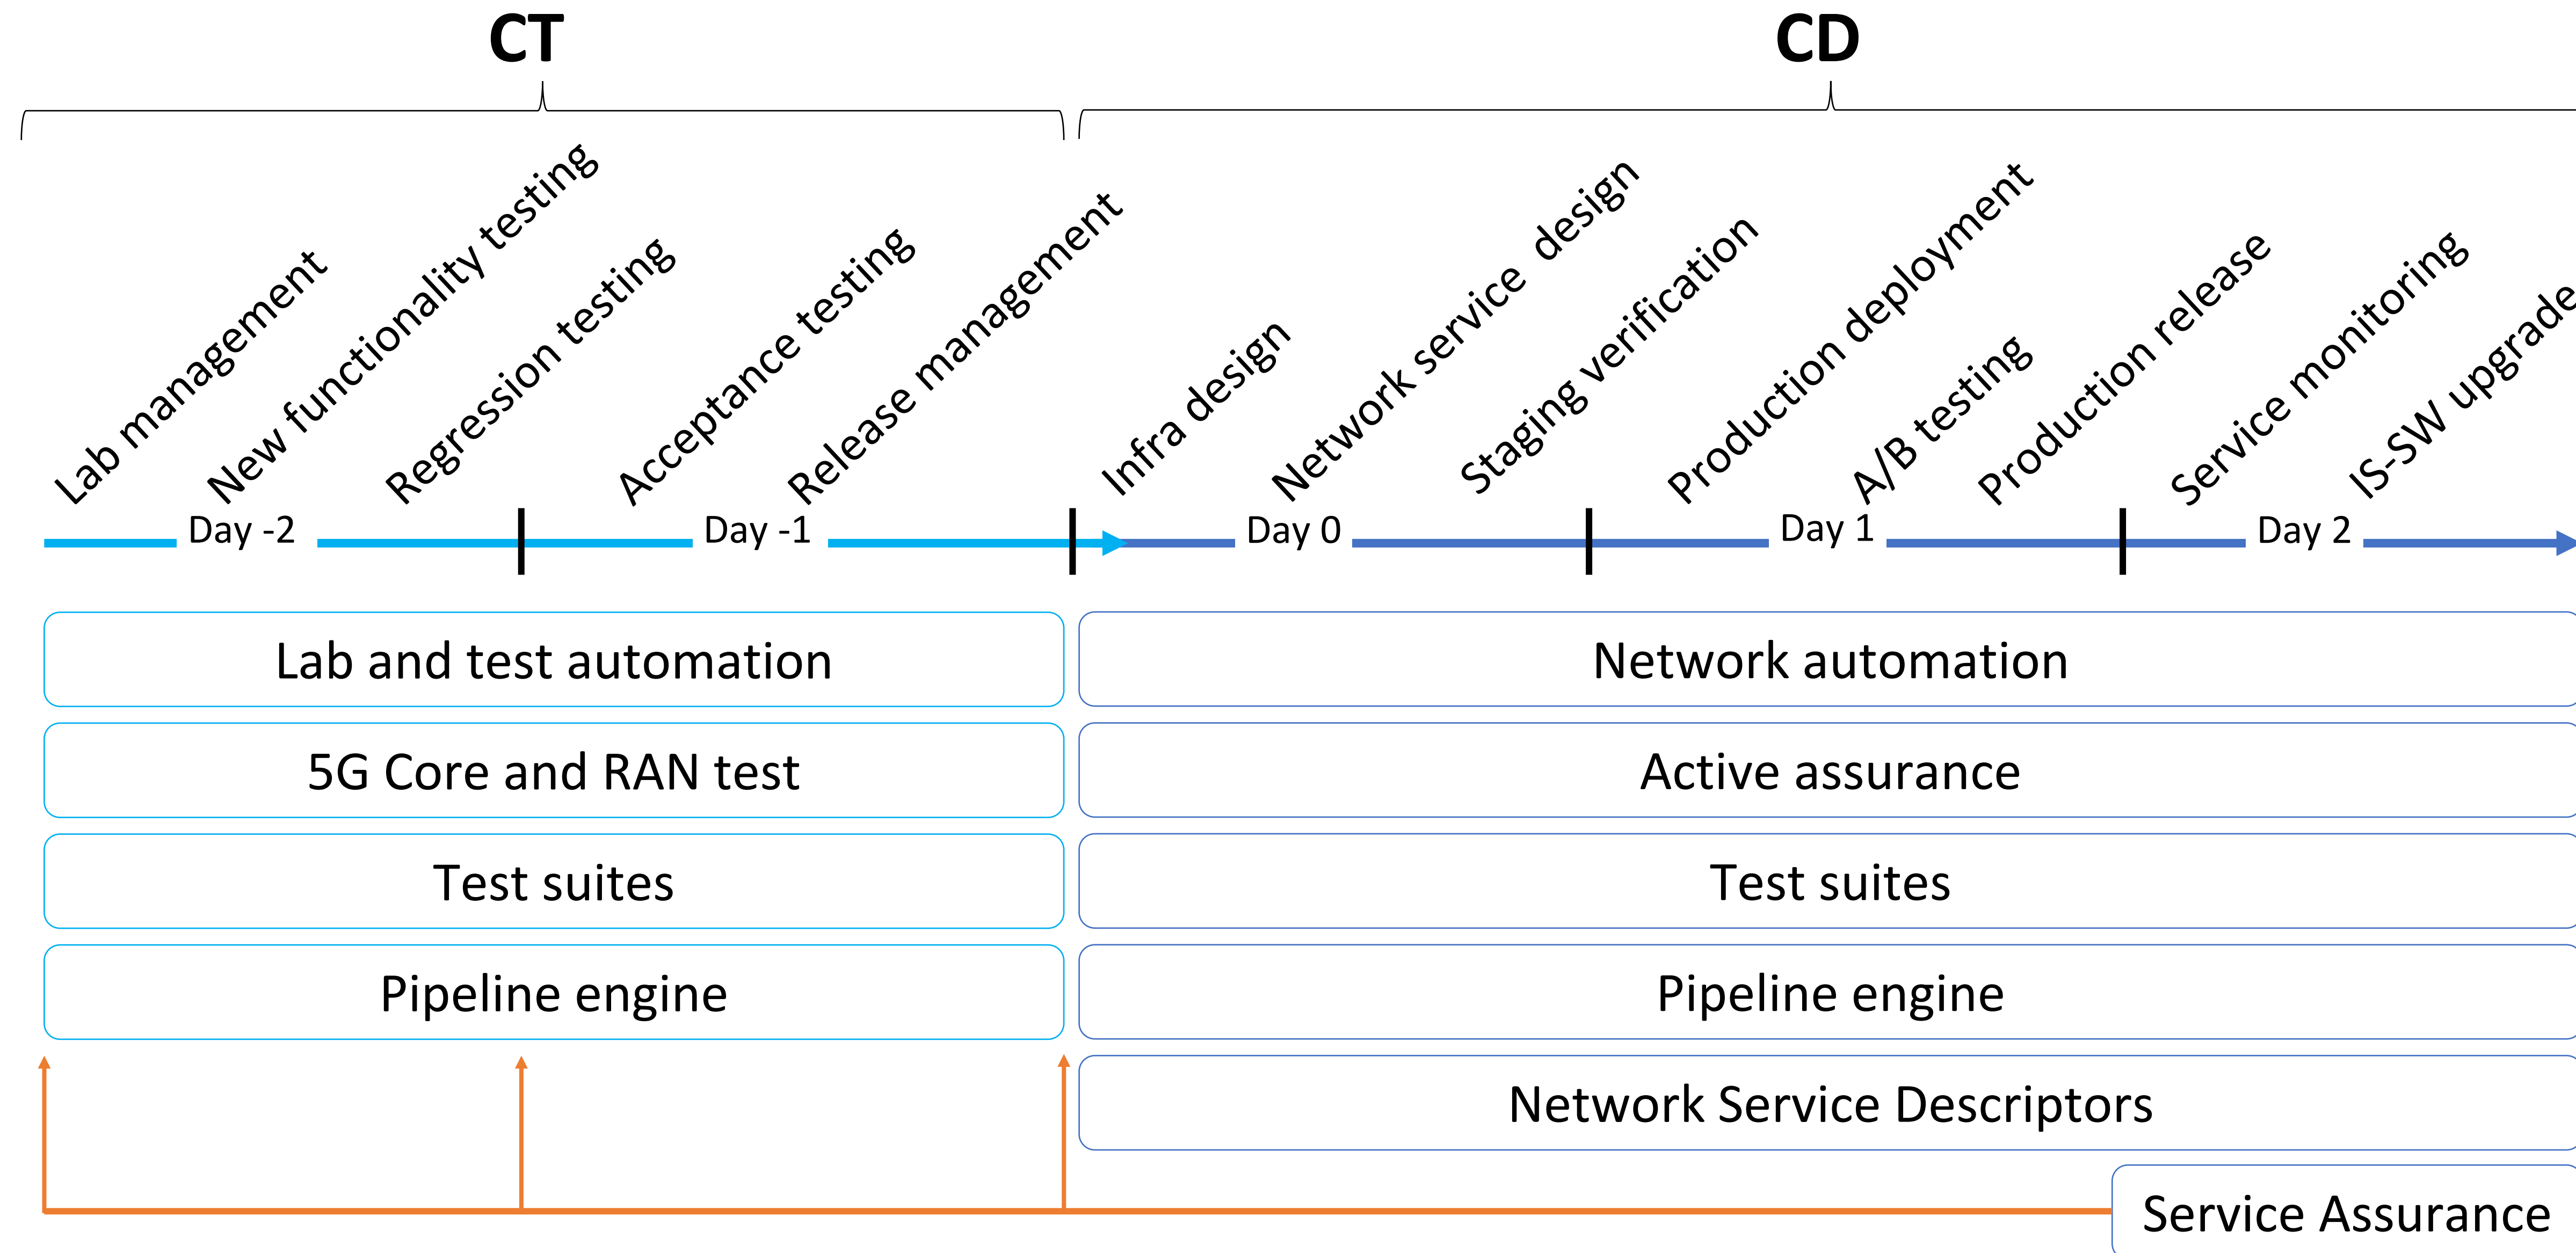 CT
CD
Lab management
New functionality testing
Regression testing
Acceptance testing
Release management
Infra design
Network service design
Staging verification
Production deployment
A/B testing
Production release
Service monitoring
IS-SW upgrade
Day -2
Day -1
Day 0
Day 1
Day 2
Lab and test automation
Network automation
5G Core and RAN test
Active assurance
Test suites
Test suites
Pipeline engine
Pipeline engine
Network Service Descriptors
Service Assurance